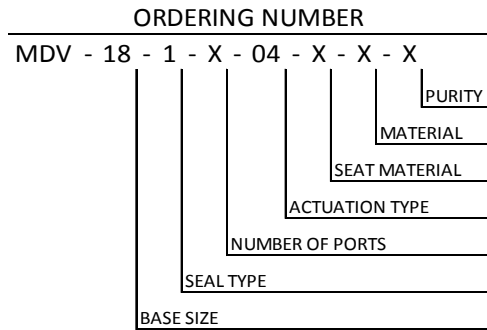 ORDERING NUMBER
MDV - 18 - 1 - X - 04 - X - X - X
PURITY
MATERIAL
SEAT MATERIAL
ACTUATION TYPE
NUMBER OF PORTS
SEAL TYPE
BASE SIZE